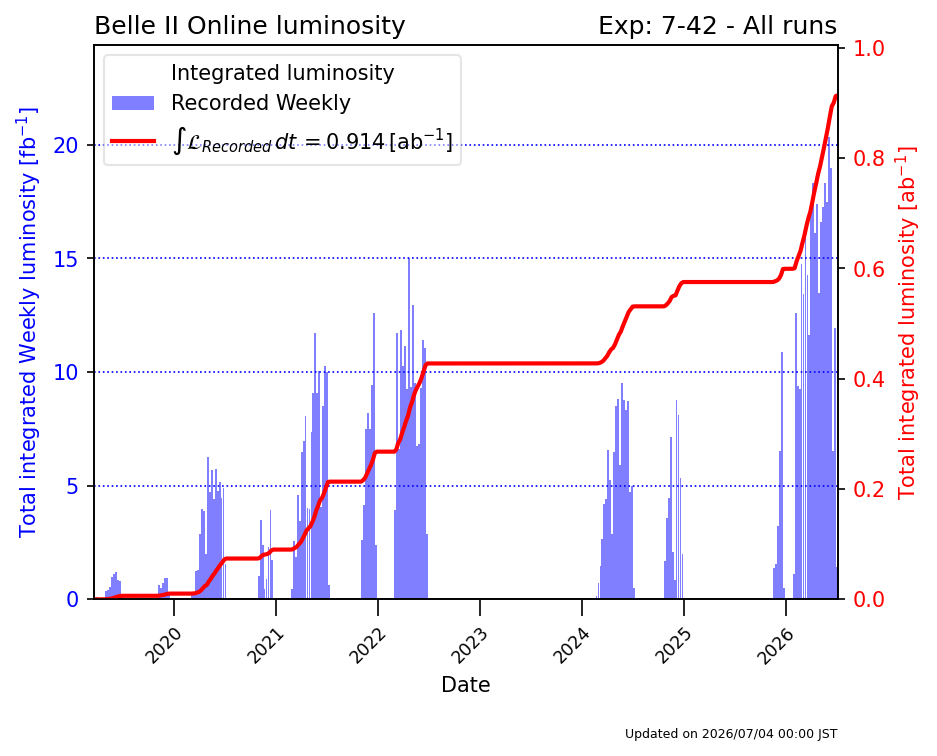 Belle II Online luminosity
Exp: 7-42 - All runs
Integrated luminosity
Recorded Weekly
∫ℒ_Recorded dt = 0.914 [ab⁻¹]
Total integrated Weekly luminosity [fb⁻¹]
20
15
10
5
0
1.0
0.8
0.6
0.4
0.2
0.0
Total integrated luminosity [ab⁻¹]
2020
2021
2022
2023
2024
2025
2026
Date
Updated on 2026/07/04 00:00 JST